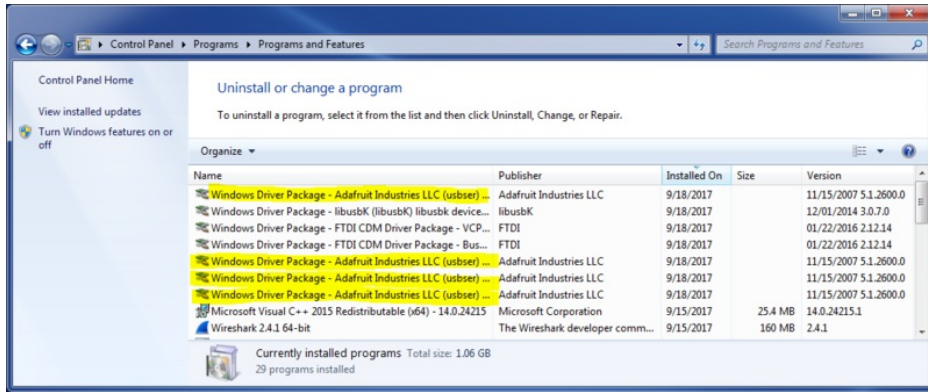 Control Panel ▸ Programs ▸ Programs and Features
Search Programs and Features
Control Panel Home
View installed updates
Turn Windows features on or
off
Uninstall or change a program
To uninstall a program, select it from the list and then click Uninstall, Change, or Repair.
Organize
Name Publisher Installed On Size Version
Windows Driver Package - Adafruit Industries LLC (usbser) ... Adafruit Industries LLC 9/18/2017 11/15/2007 5.1.2600.0
Windows Driver Package - libusbK (libusbK) libusbk device... libusbK 9/18/2017 12/01/2014 3.0.7.0
Windows Driver Package - FTDI CDM Driver Package - VCP... FTDI 9/18/2017 01/22/2016 2.12.14
Windows Driver Package - FTDI CDM Driver Package - Bus... FTDI 9/18/2017 01/22/2016 2.12.14
Windows Driver Package - Adafruit Industries LLC (usbser) ... Adafruit Industries LLC 9/18/2017 11/15/2007 5.1.2600.0
Windows Driver Package - Adafruit Industries LLC (usbser) ... Adafruit Industries LLC 9/18/2017 11/15/2007 5.1.2600.0
Windows Driver Package - Adafruit Industries LLC (usbser) ... Adafruit Industries LLC 9/18/2017 11/15/2007 5.1.2600.0
Microsoft Visual C++ 2015 Redistributable (x64) - 14.0.24215 Microsoft Corporation 9/15/2017 25.4 MB 14.0.24215.1
Wireshark 2.4.1 64-bit The Wireshark developer comm... 9/15/2017 160 MB 2.4.1
Currently installed programs Total size: 1.06 GB
29 programs installed